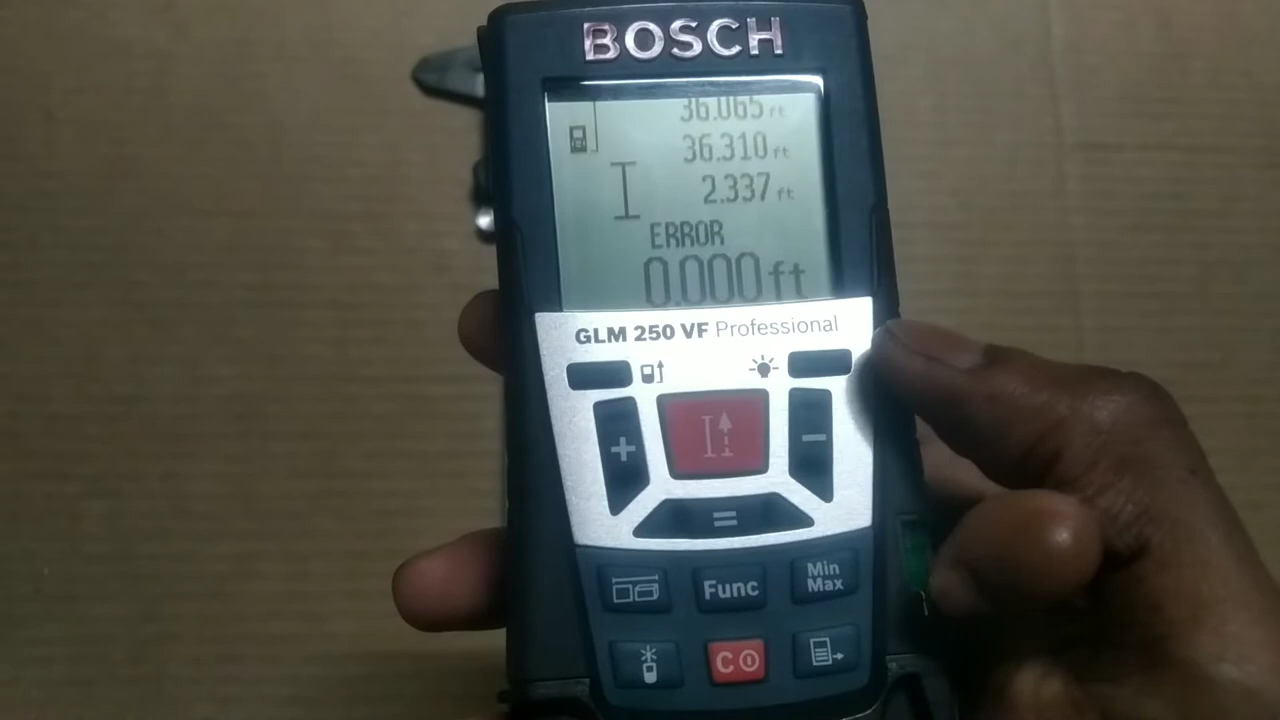 BOSCH
36.065 ft
36.310 ft
2.337 ft
ERROR
0.000 ft
GLM 250 VF Professional
+ −
=
Func
Min
Max
C